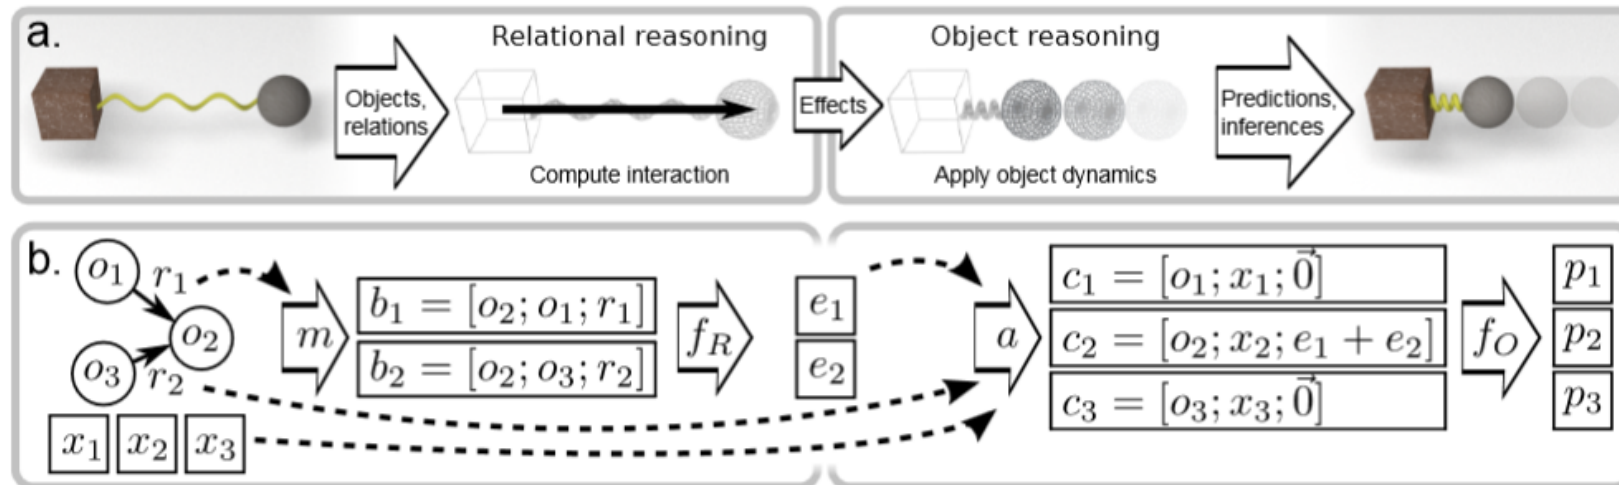 a.
Relational reasoning
Object reasoning
Objects,
relations
Effects
Predictions,
inferences
Compute interaction
Apply object dynamics
b.
o₁
r₁
o₂
o₃
r₂
x₁ x₂ x₃
m
b₁ = [o₂; o₁; r₁]
b₂ = [o₂; o₃; r₂]
f_R
e₁
e₂
a
c₁ = [o₁; x₁; 0⃗]
c₂ = [o₂; x₂; e₁ + e₂]
c₃ = [o₃; x₃; 0⃗]
f_O
p₁
p₂
p₃